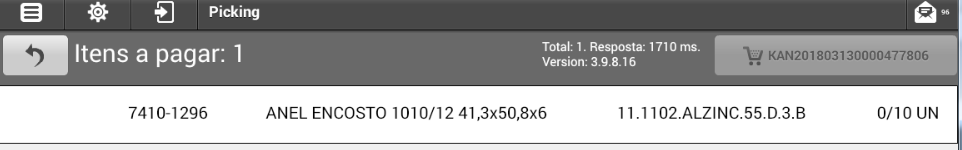 Picking
96
Itens a pagar: 1
Total: 1. Resposta: 1710 ms.
Version: 3.9.8.16
KAN201803130000477806
7410-1296 ANEL ENCOSTO 1010/12 41,3x50,8x6 11.1102.ALZINC.55.D.3.B 0/10 UN